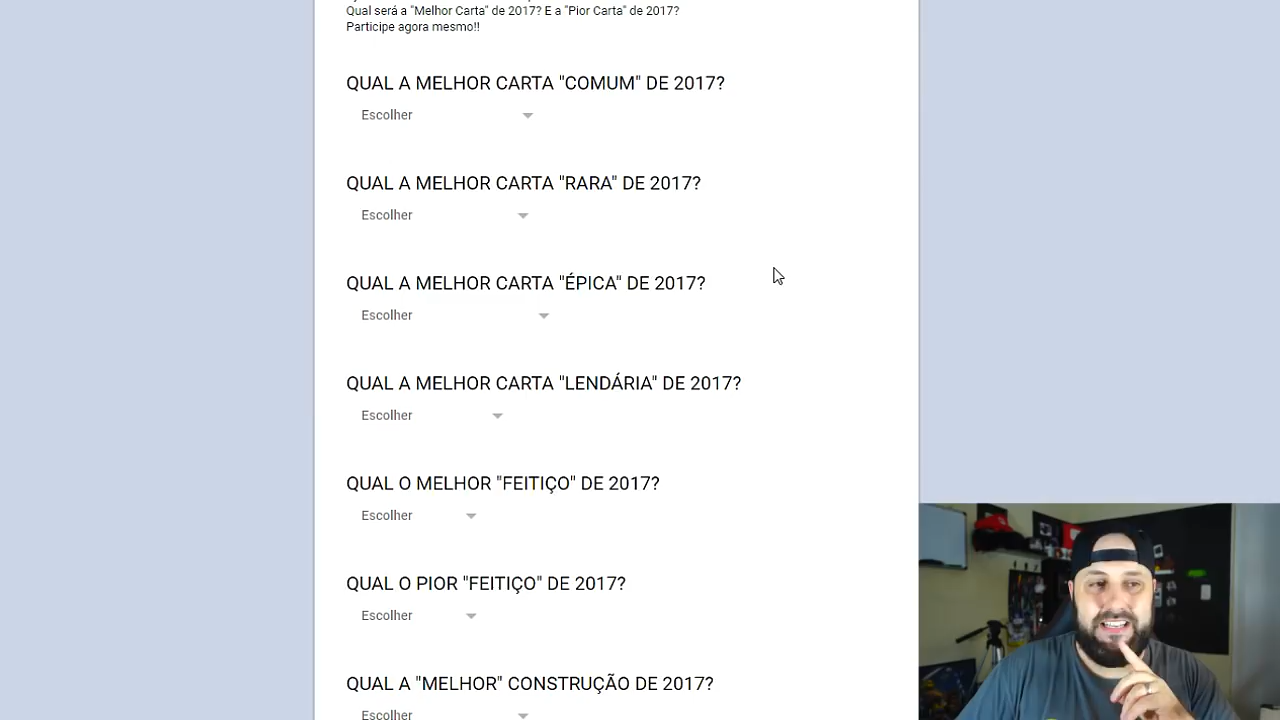 Qual será a "Melhor Carta" de 2017? E a "Pior Carta" de 2017?
Participe agora mesmo!!
QUAL A MELHOR CARTA "COMUM" DE 2017?
Escolher
QUAL A MELHOR CARTA "RARA" DE 2017?
Escolher
QUAL A MELHOR CARTA "ÉPICA" DE 2017?
Escolher
QUAL A MELHOR CARTA "LENDÁRIA" DE 2017?
Escolher
QUAL O MELHOR "FEITIÇO" DE 2017?
Escolher
QUAL O PIOR "FEITIÇO" DE 2017?
Escolher
QUAL A "MELHOR" CONSTRUÇÃO DE 2017?
Escolher